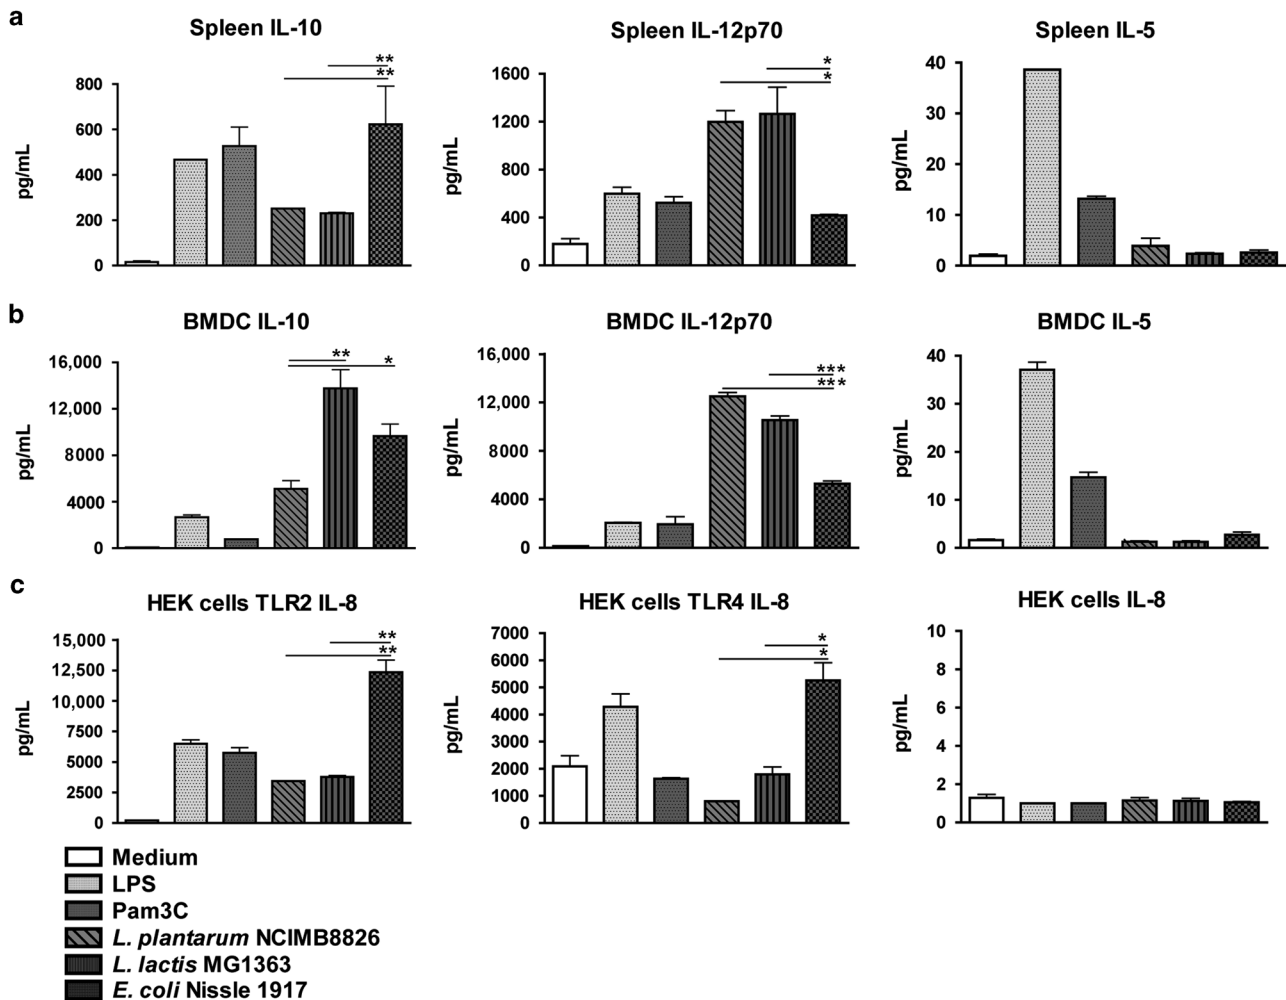 a
Spleen IL-10
Spleen IL-12p70
Spleen IL-5
pg/mL
800
600
400
200
0
**
**
pg/mL
1600
1200
800
400
0
*
*
pg/mL
40
30
20
10
0
b
BMDC IL-10
BMDC IL-12p70
BMDC IL-5
pg/mL
16,000
12,000
8000
4000
0
**
*
pg/mL
16,000
12,000
8000
4000
0
***
***
pg/mL
40
30
20
10
0
c
HEK cells TLR2 IL-8
HEK cells TLR4 IL-8
HEK cells IL-8
pg/mL
15,000
12,500
10,000
7500
5000
2500
0
**
**
pg/mL
7000
6000
5000
4000
3000
2000
1000
0
*
*
pg/mL
10
8
6
4
2
0
Medium
LPS
Pam3C
L. plantarum NCIMB8826
L. lactis MG1363
E. coli Nissle 1917